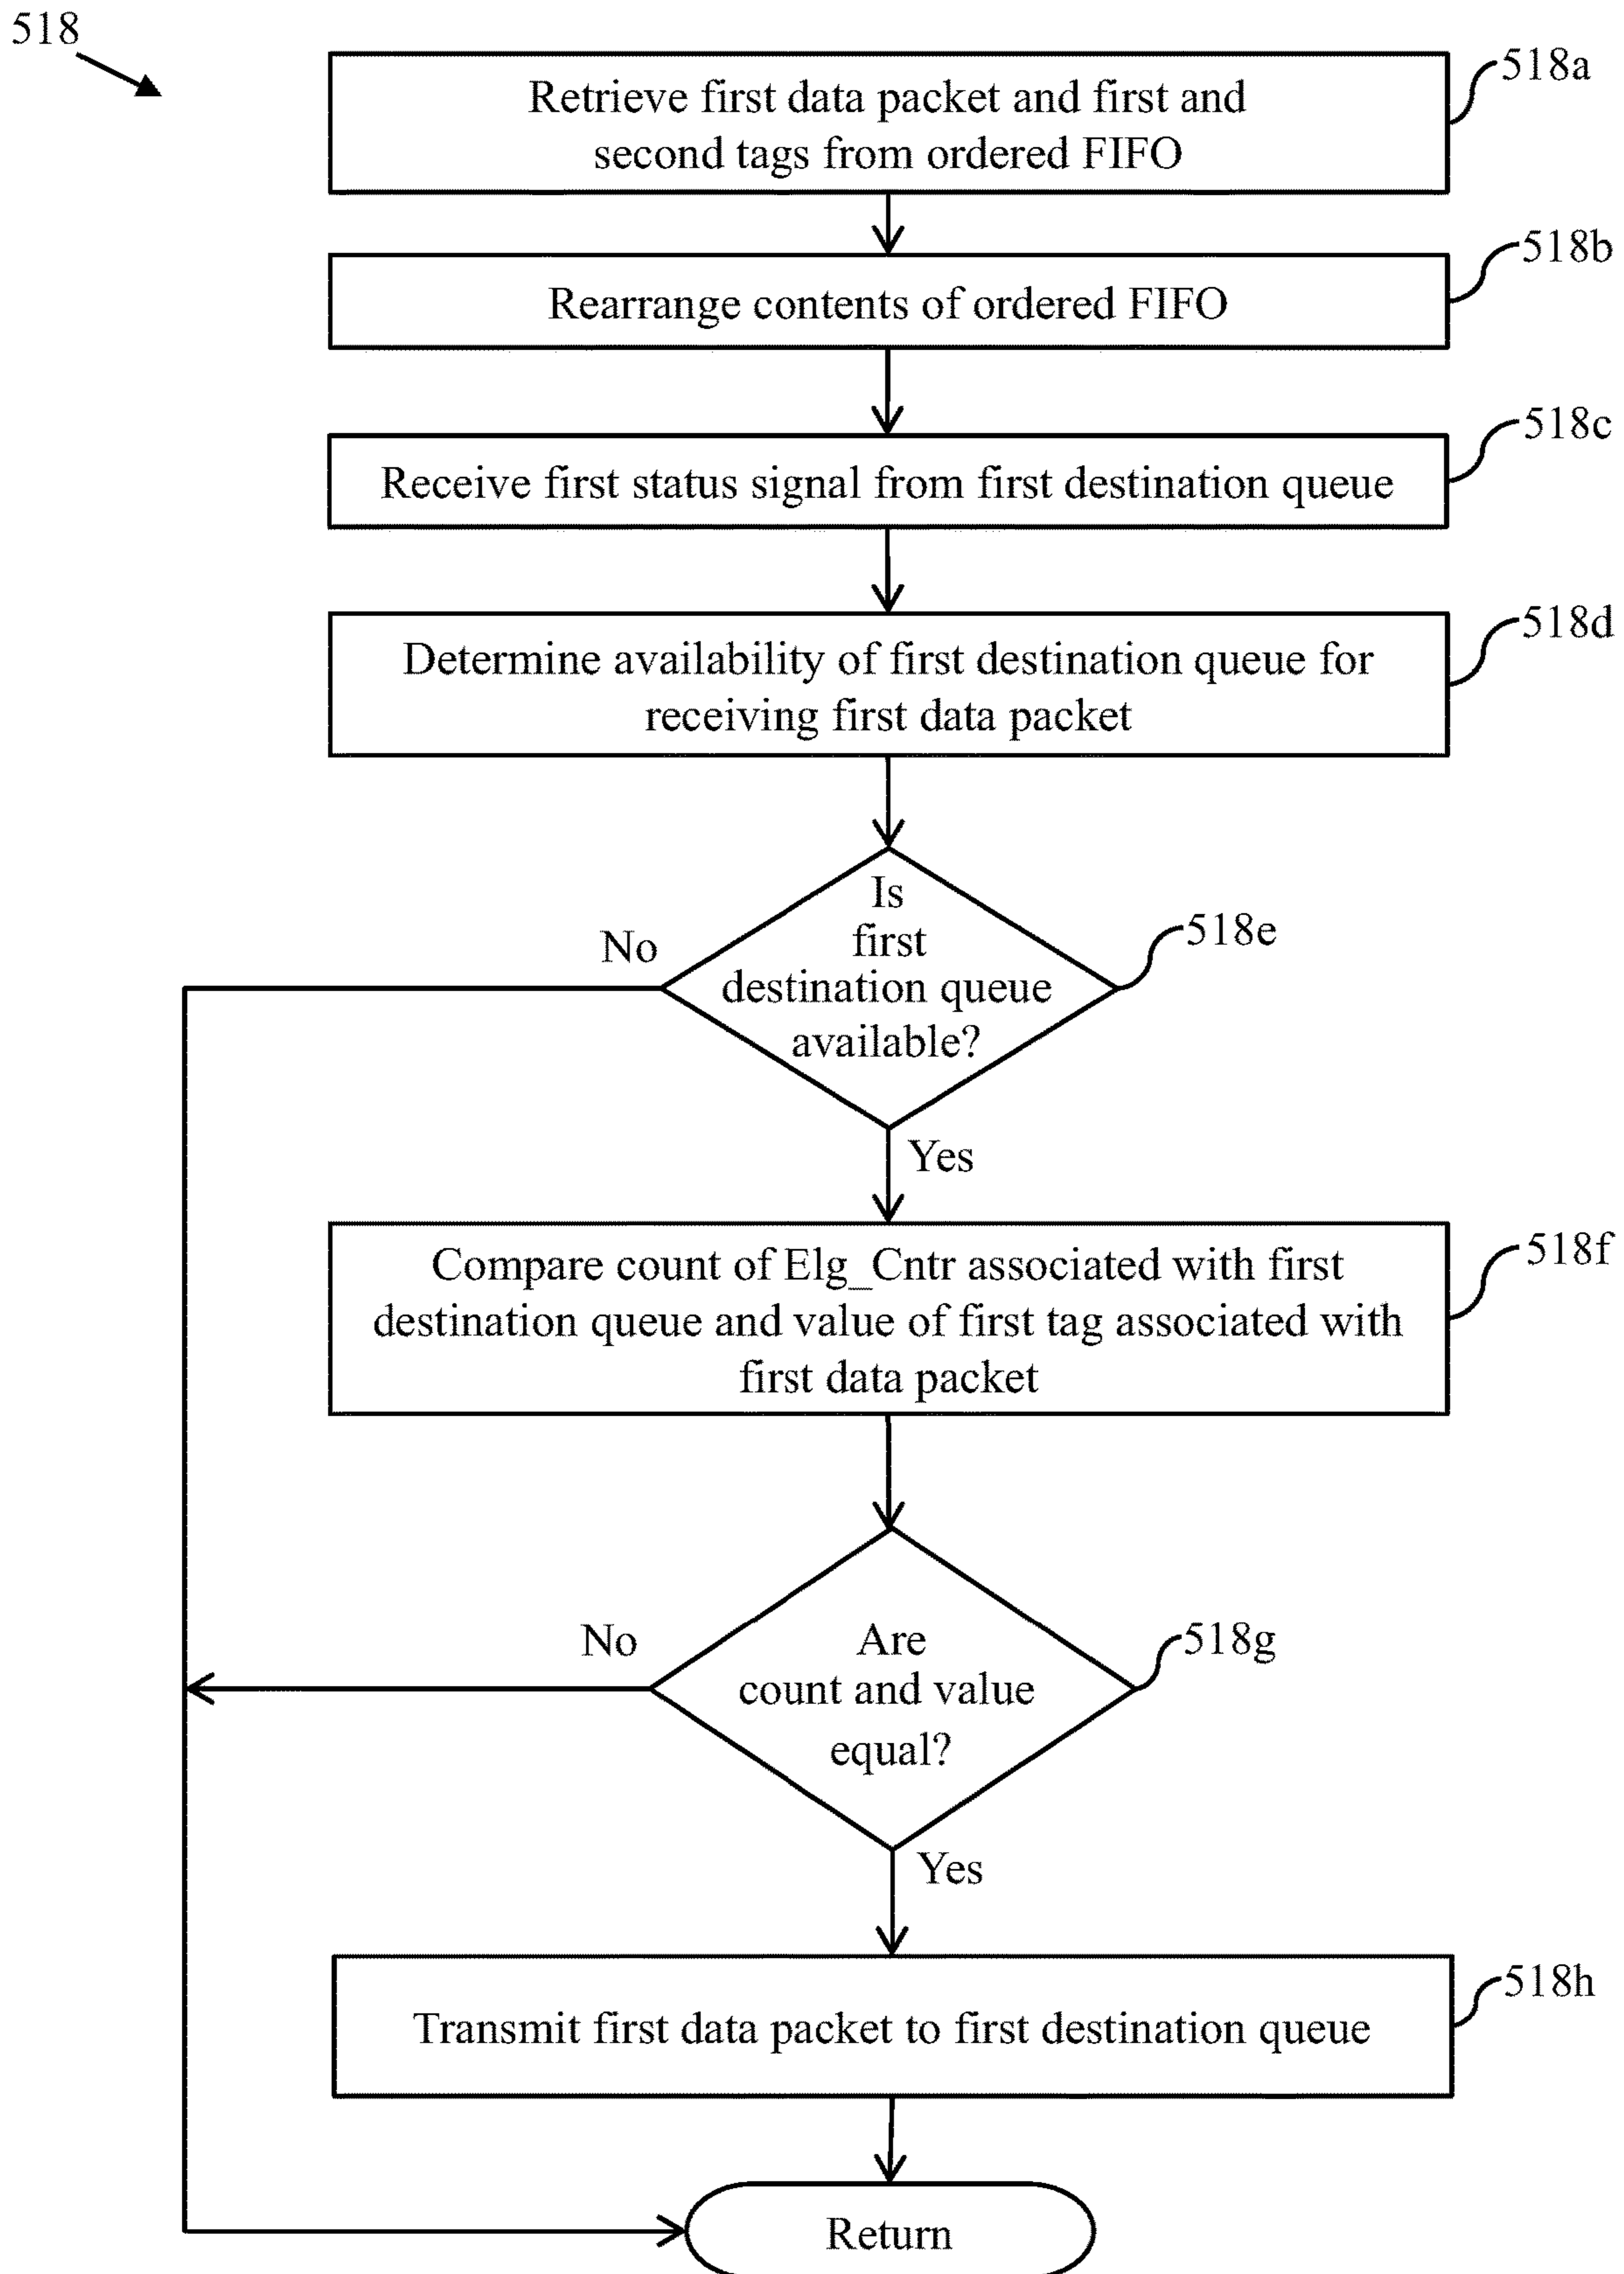 518
518a
Retrieve first data packet and first and
second tags from ordered FIFO
518b
Rearrange contents of ordered FIFO
518c
Receive first status signal from first destination queue
518d
Determine availability of first destination queue for
receiving first data packet
Is
first
destination queue
available?
518e
No
Yes
518f
Compare count of Elg_Cntr associated with first
destination queue and value of first tag associated with
first data packet
No
Are
count and value
equal?
518g
Yes
518h
Transmit first data packet to first destination queue
Return